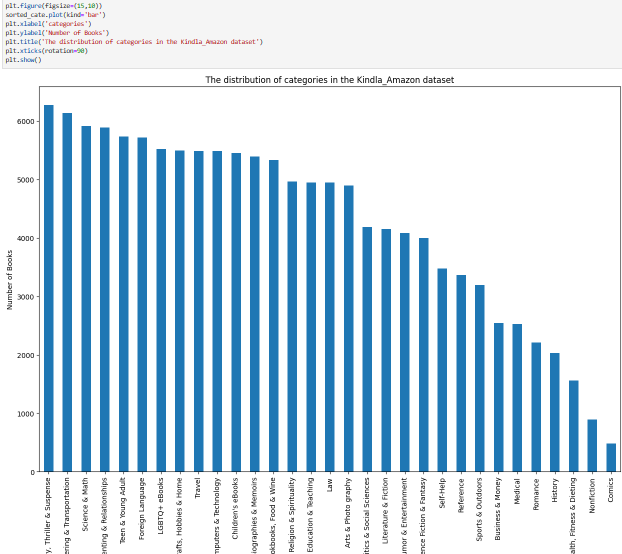 plt.figure(figsize=(15,10))
sorted_cate.plot(kind='bar')
plt.xlabel('categories')
plt.ylabel('Number of Books')
plt.title('The distribution of categories in the Kindla_Amazon dataset')
plt.xticks(rotation=90)
plt.show()
The distribution of categories in the Kindla_Amazon dataset
Number of Books
6000
5000
4000
3000
2000
1000
0
y, Thriller & Suspense
ering & Transportation
Science & Math
enting & Relationships
Teen & Young Adult
Foreign Language
LGBTQ+ eBooks
afts, Hobbies & Home
Travel
mputers & Technology
Children's eBooks
iographies & Memoirs
okbooks, Food & Wine
Religion & Spirituality
Education & Teaching
Law
Arts & Photo graphy
itics & Social Sciences
Literature & Fiction
mor & Entertainment
ence Fiction & Fantasy
Self-Help
Reference
Sports & Outdoors
Business & Money
Medical
Romance
History
alth, Fitness & Dieting
Nonfiction
Comics